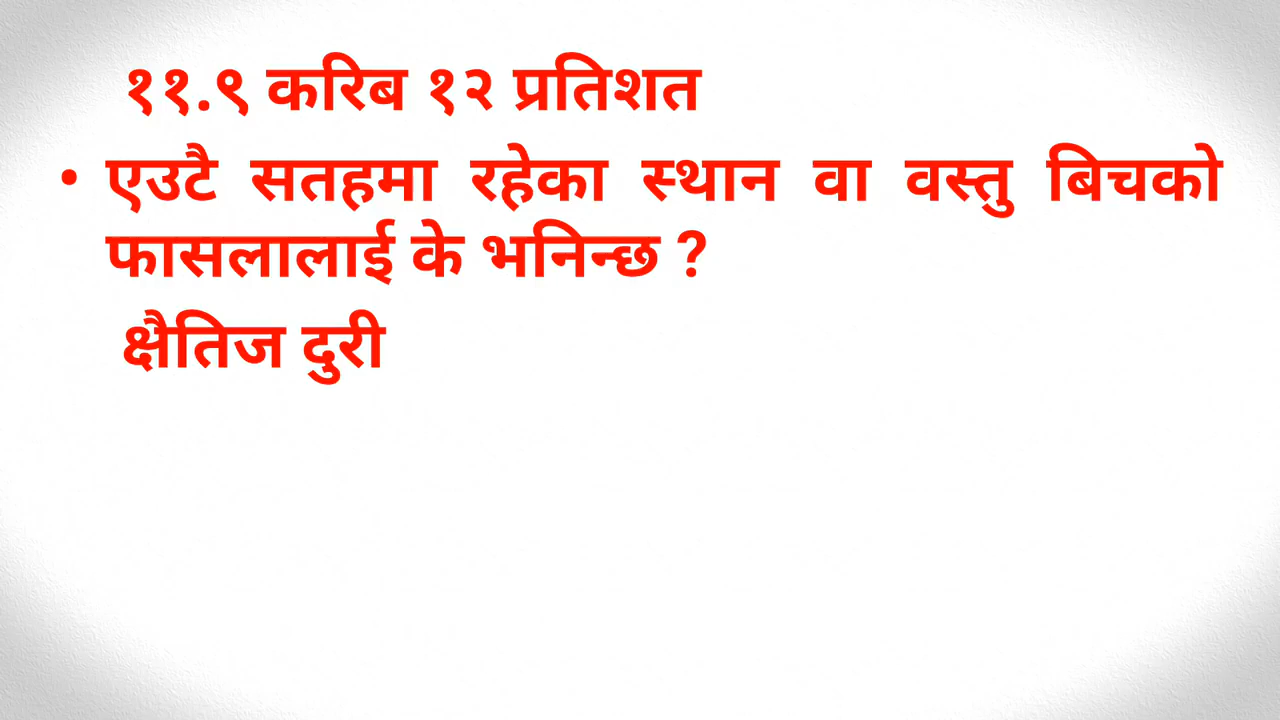 ११.९ करिब १२ प्रतिशत
• एउटै सतहमा रहेका स्थान वा वस्तु बिचको
फासलालाई के भनिन्छ ?
क्षैतिज दुरी